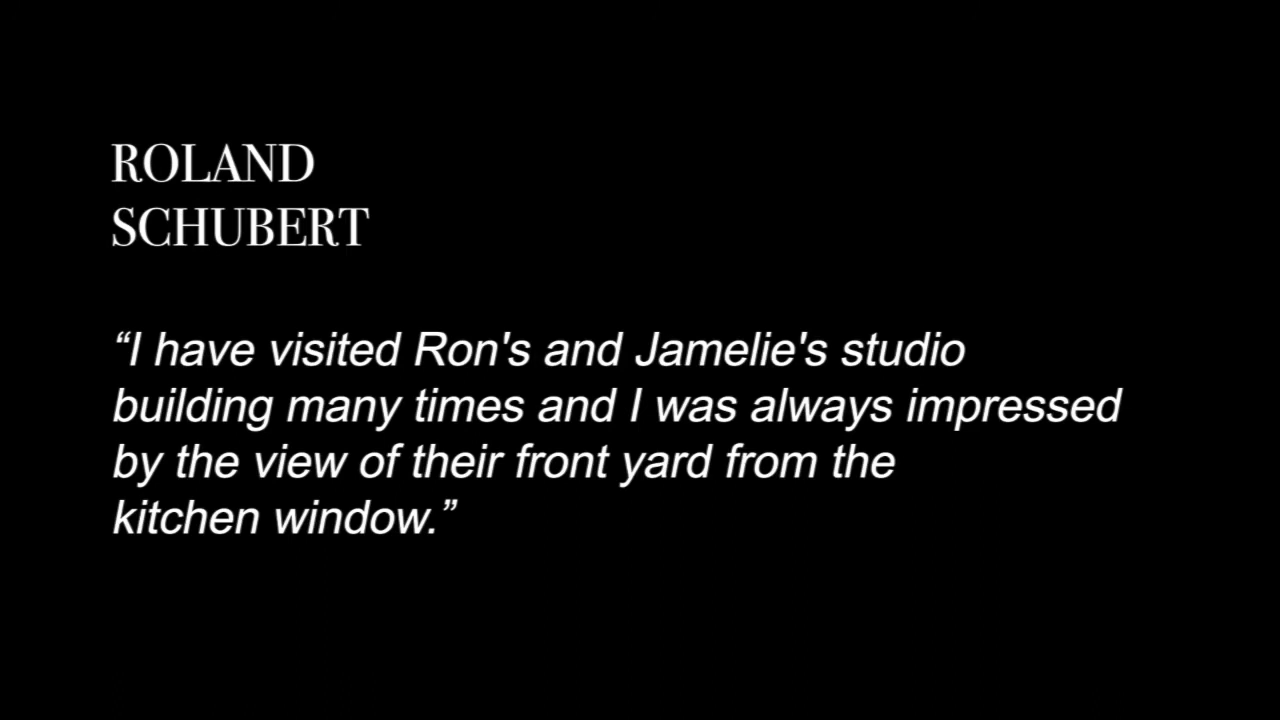 ROLAND
SCHUBERT
“I have visited Ron's and Jamelie's studio
building many times and I was always impressed
by the view of their front yard from the
kitchen window.”